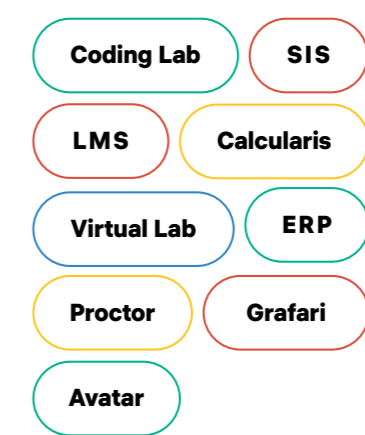 Coding Lab
SIS
LMS
Calcularis
Virtual Lab
ERP
Proctor
Grafari
Avatar